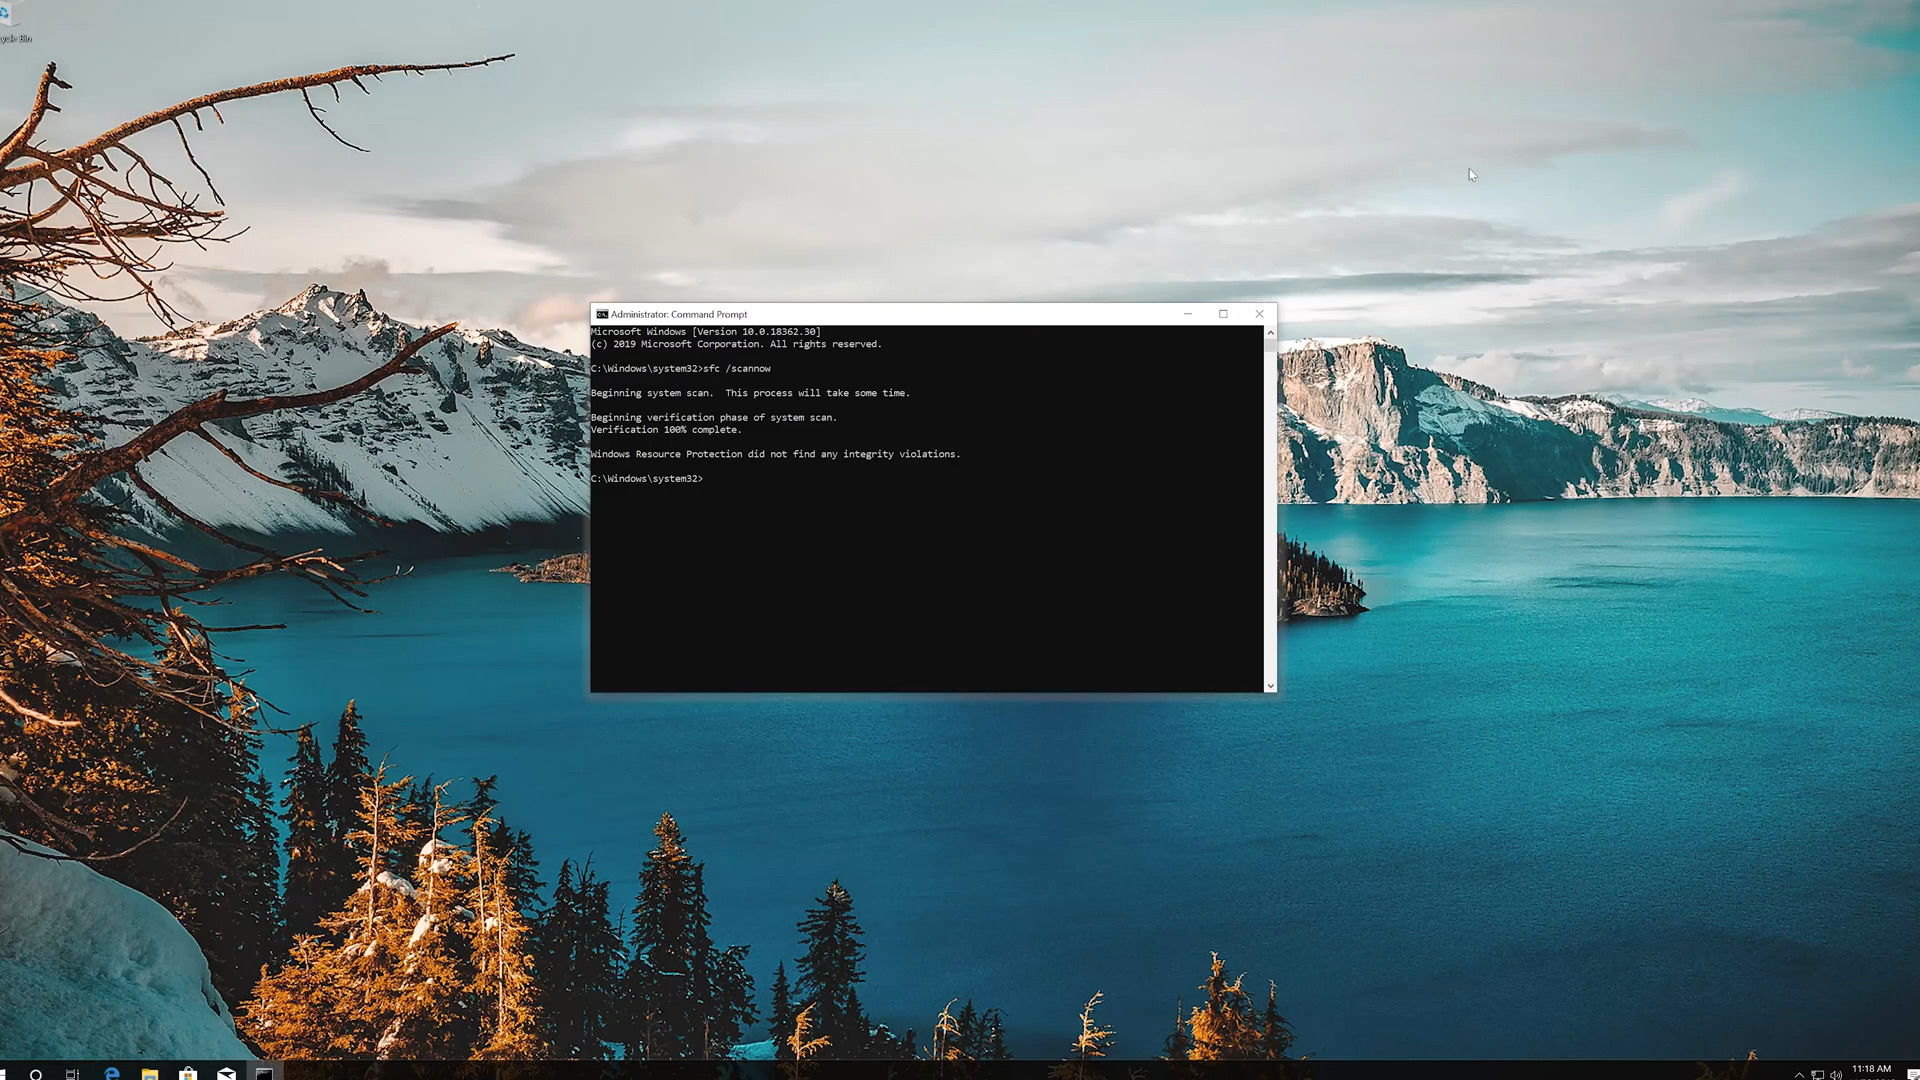 Bin
Administrator: Command Prompt
Microsoft Windows [Version 10.0.18362.30]
(c) 2019 Microsoft Corporation. All rights reserved.
C:\Windows\system32>sfc /scannow
Beginning system scan.  This process will take some time.
Beginning verification phase of system scan.
Verification 100% complete.
Windows Resource Protection did not find any integrity violations.
C:\Windows\system32>
11:18 AM